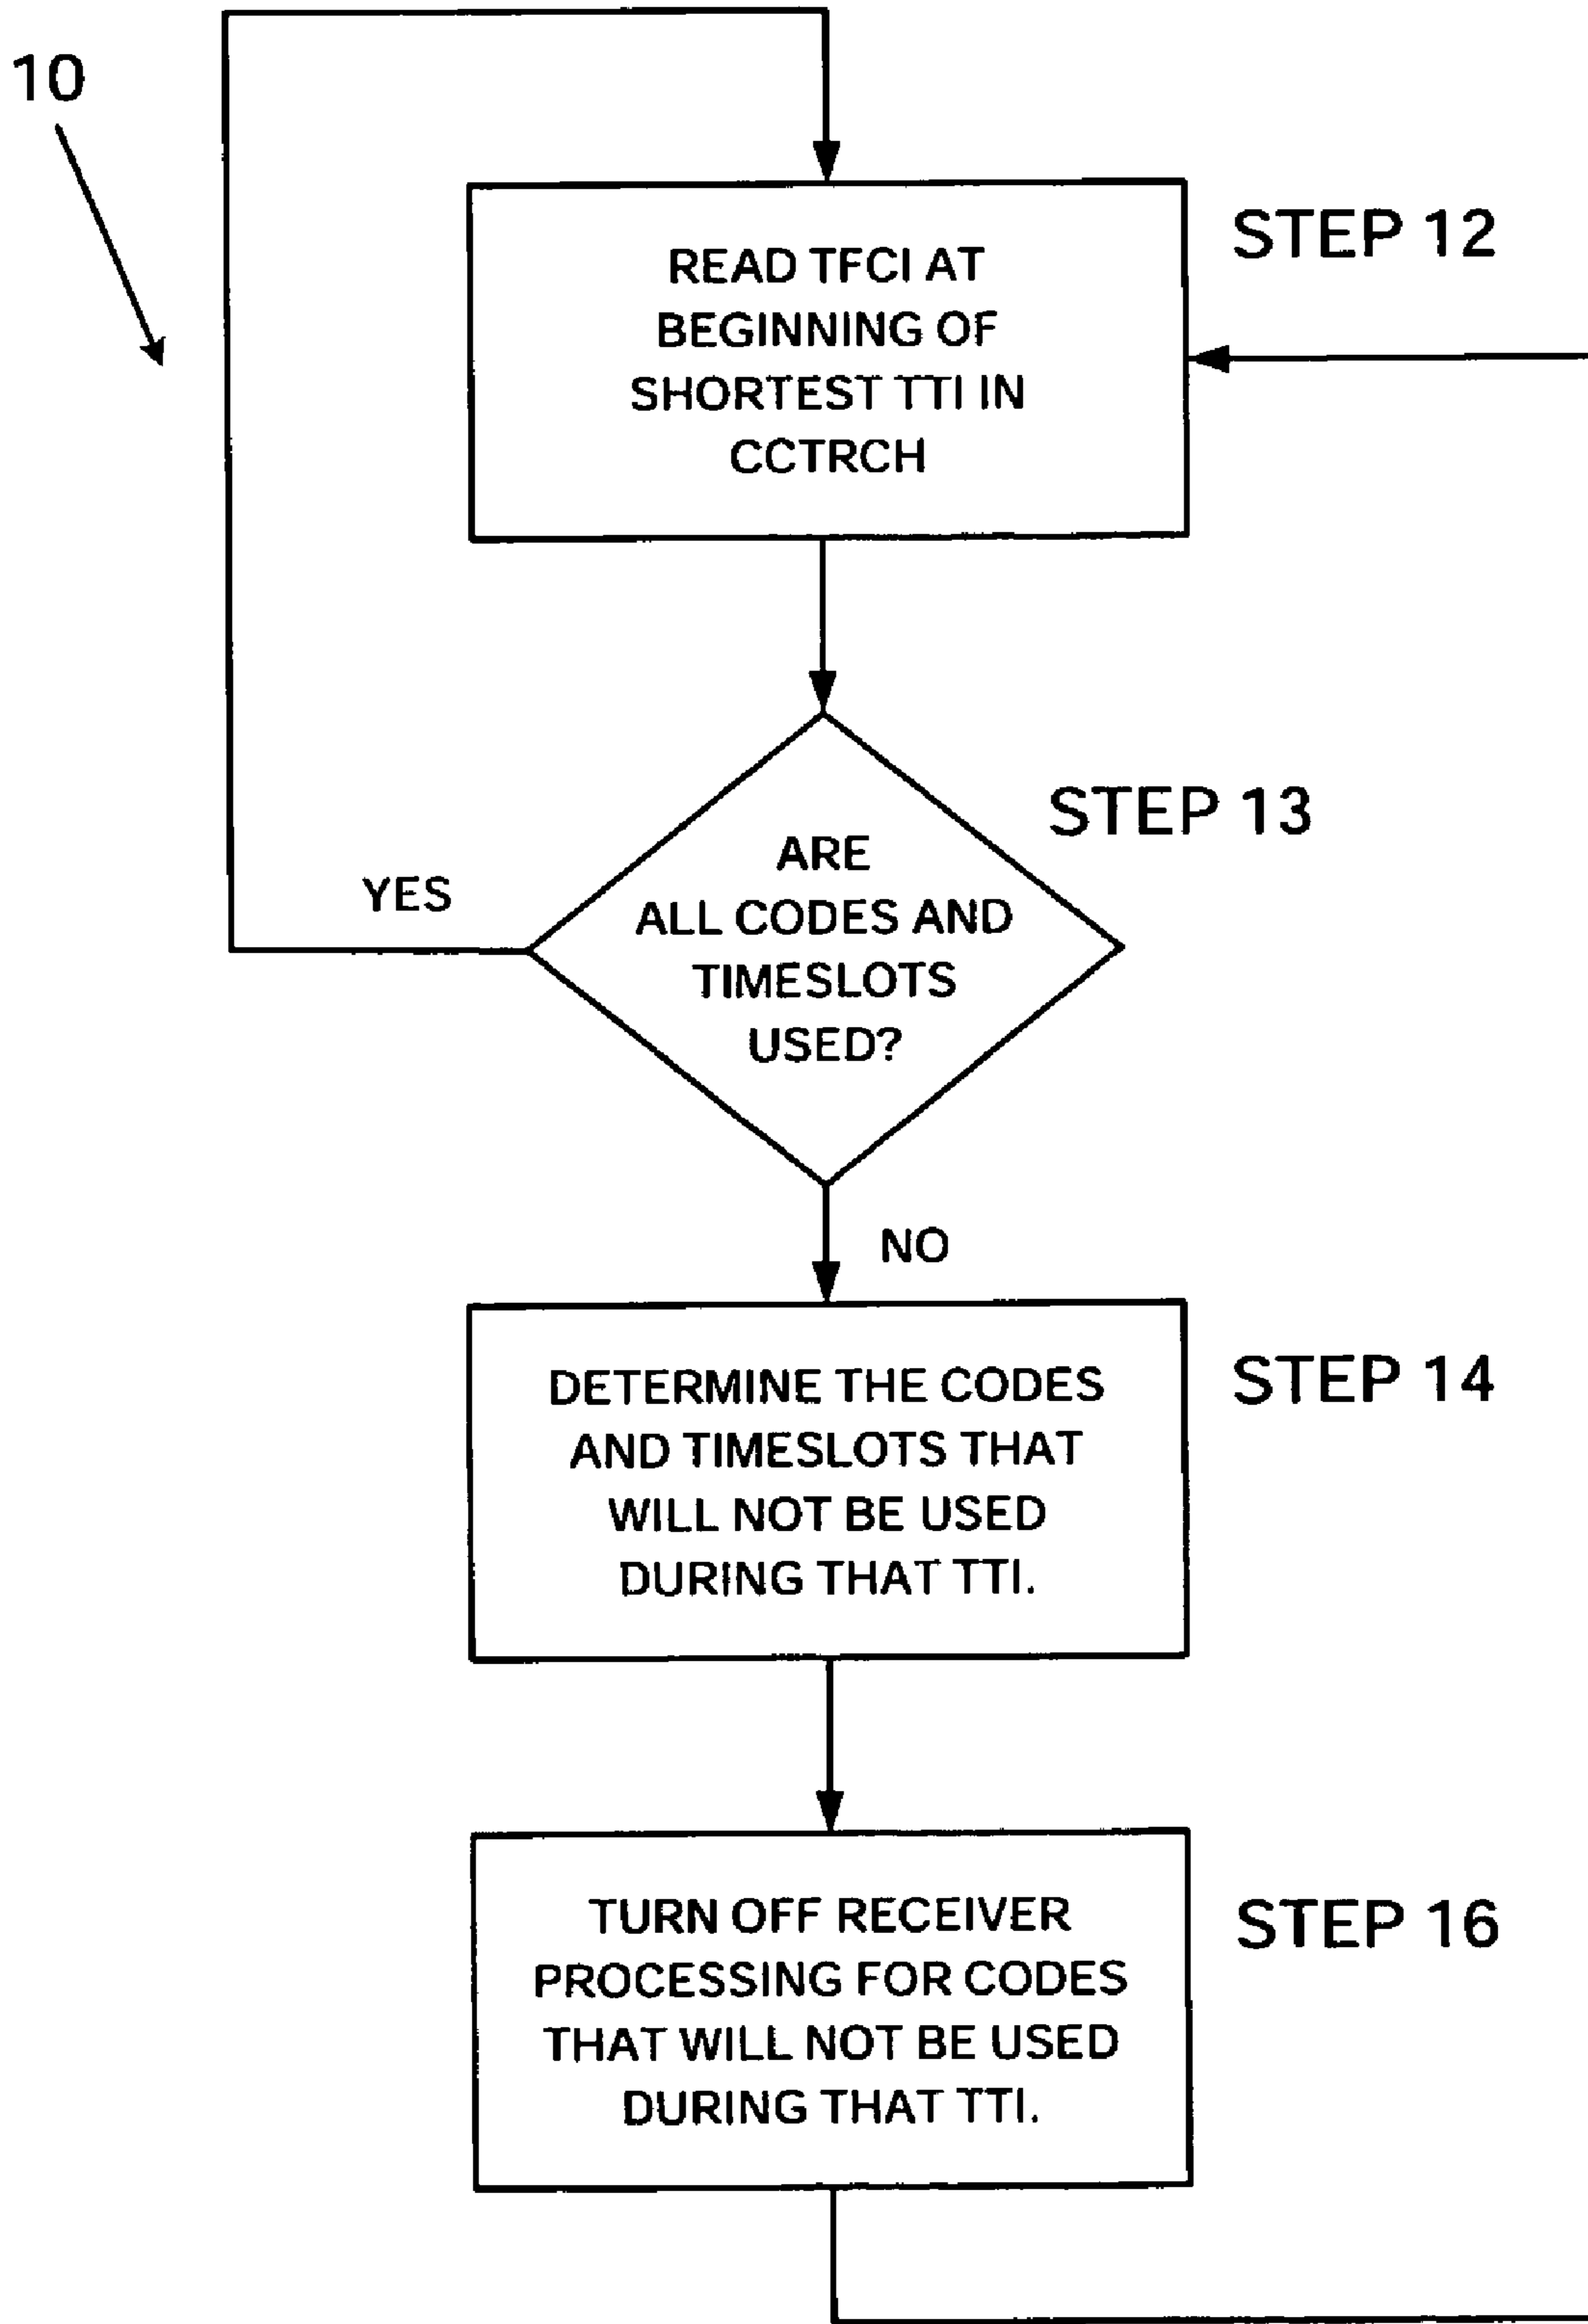 10
READ TFCI AT
BEGINNING OF
SHORTEST TTI IN
CCTRCH
STEP 12
ARE
ALL CODES AND
TIMESLOTS
USED?
STEP 13
YES
NO
DETERMINE THE CODES
AND TIMESLOTS THAT
WILL NOT BE USED
DURING THAT TTI.
STEP 14
TURN OFF RECEIVER
PROCESSING FOR CODES
THAT WILL NOT BE USED
DURING THAT TTI.
STEP 16